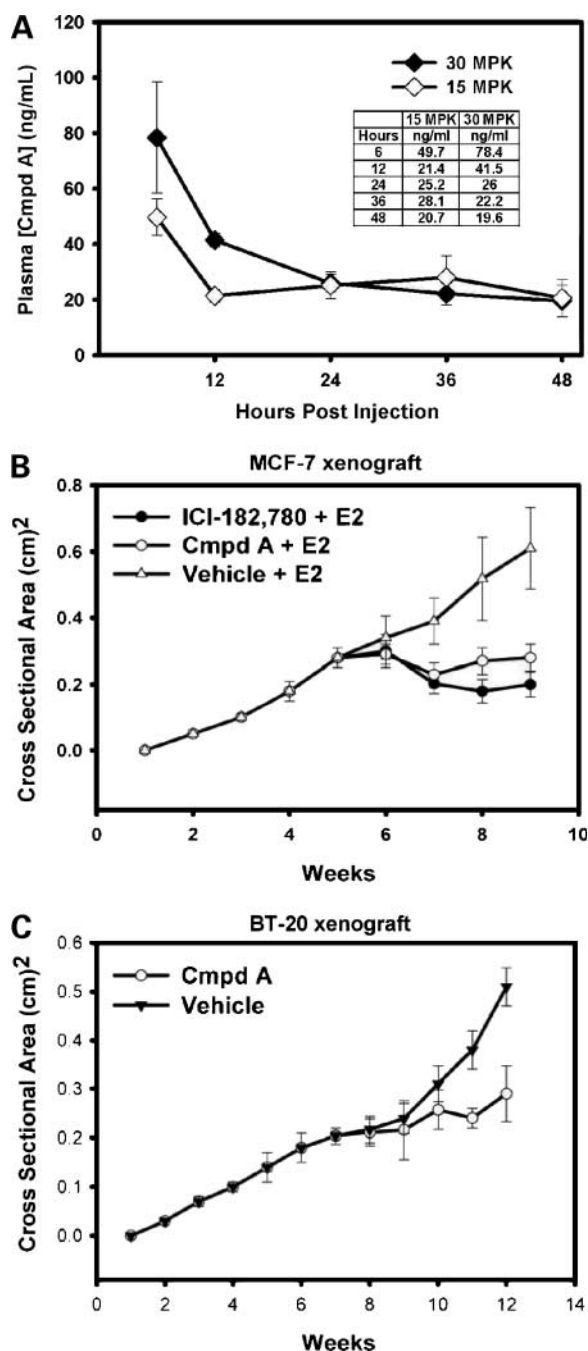 A
Plasma [Cmpd A] (ng/mL)
120
100
80
60
40
20
0
30 MPK
15 MPK
15 MPK 30 MPK
Hours ng/ml ng/ml
6 49.7 78.4
12 21.4 41.5
24 25.2 26
36 28.1 22.2
48 20.7 19.6
12 24 36 48
Hours Post Injection
B
MCF-7 xenograft
Cross Sectional Area (cm)²
0.8
0.6
0.4
0.2
0.0
ICI-182,780 + E2
Cmpd A + E2
Vehicle + E2
0 2 4 6 8 10
Weeks
C
BT-20 xenograft
Cross Sectional Area (cm)²
0.6
0.5
0.4
0.3
0.2
0.1
0.0
Cmpd A
Vehicle
0 2 4 6 8 10 12 14
Weeks